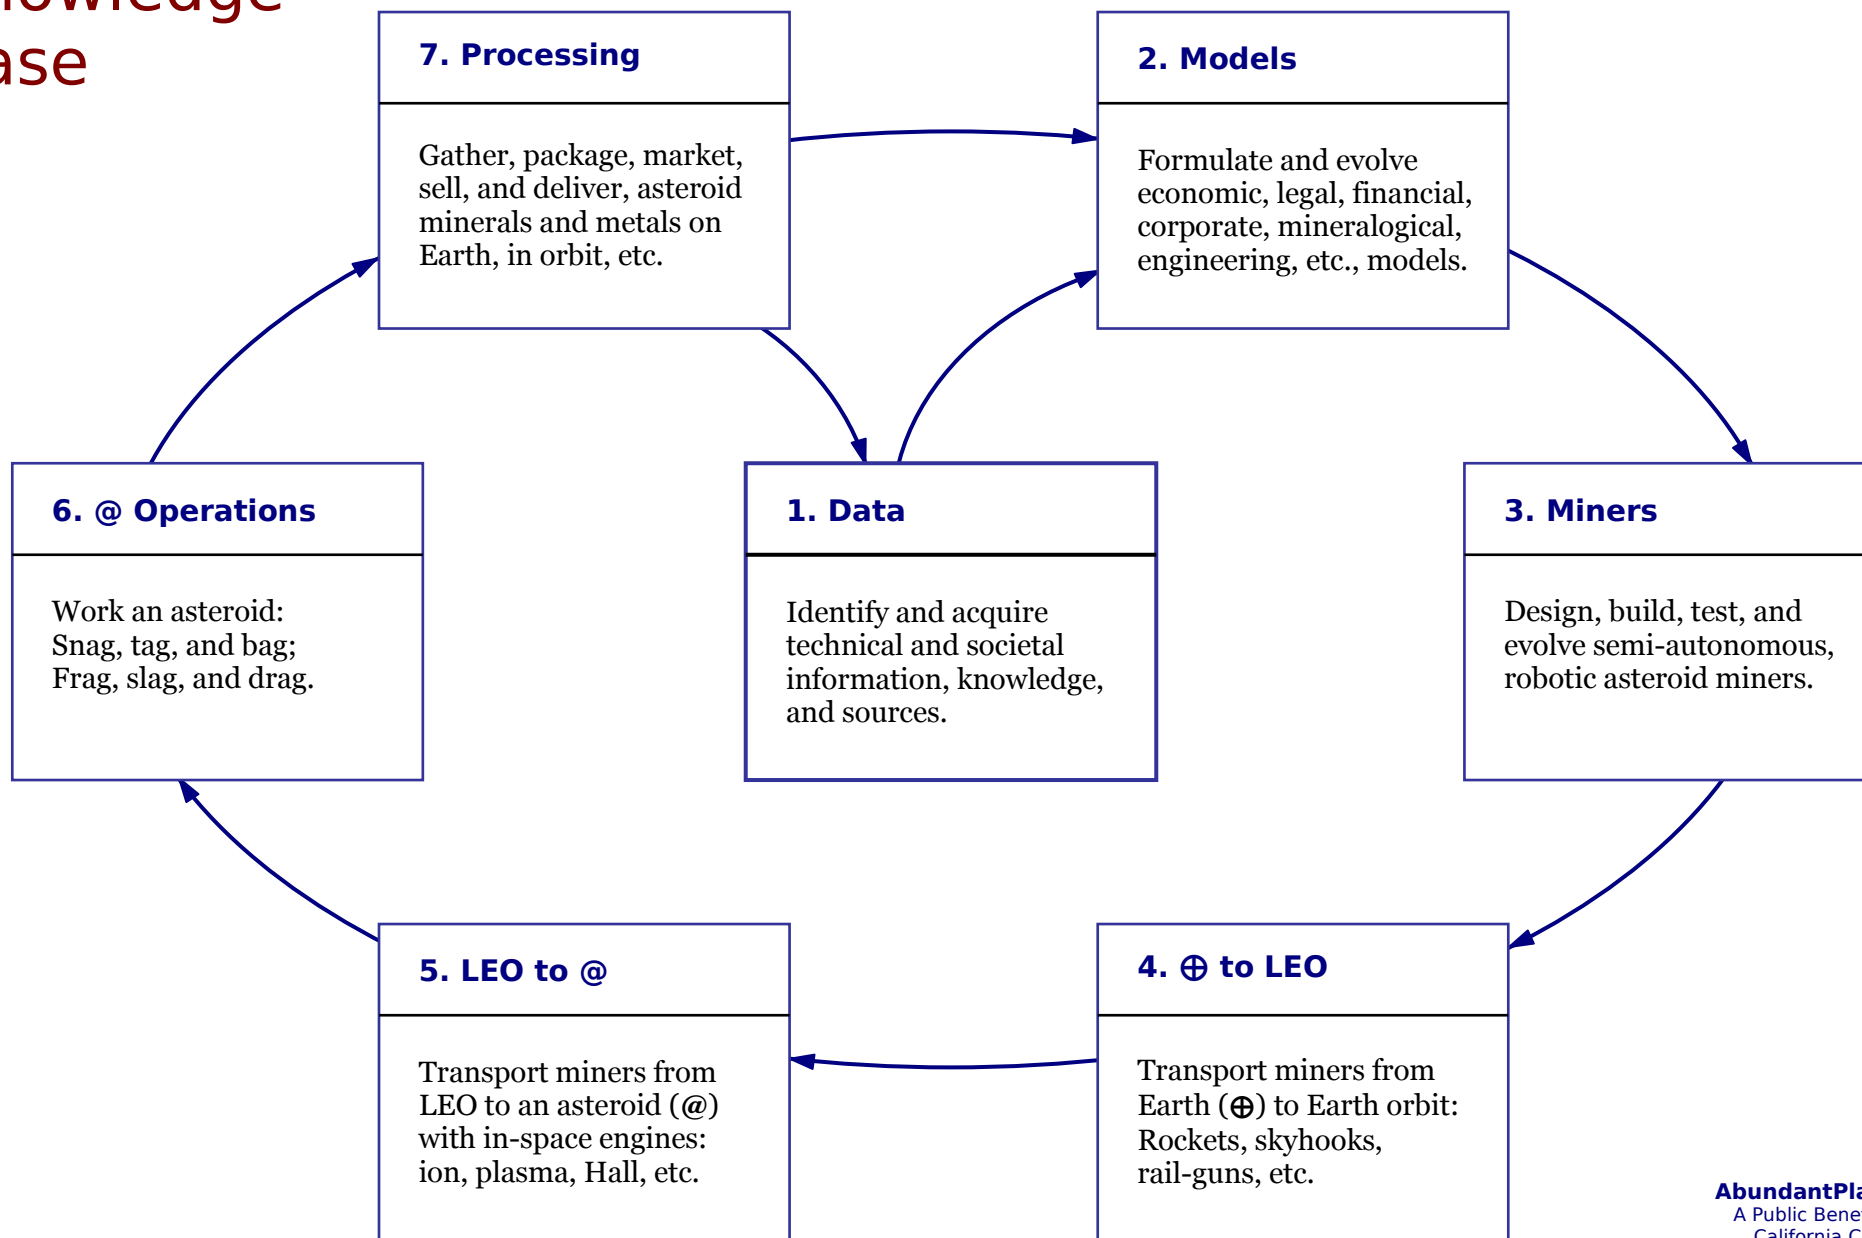 7. Processing
Gather, package, market,
sell, and deliver, asteroid
minerals and metals on
Earth, in orbit, etc.
2. Models
Formulate and evolve
economic, legal, financial,
corporate, mineralogical,
engineering, etc., models.
6. @ Operations
Work an asteroid:
Snag, tag, and bag;
Frag, slag, and drag.
1. Data
Identify and acquire
technical and societal
information, knowledge,
and sources.
3. Miners
Design, build, test, and
evolve semi-autonomous,
robotic asteroid miners.
5. LEO to @
Transport miners from
LEO to an asteroid (@)
with in-space engines:
ion, plasma, Hall, etc.
4. ⊕ to LEO
Transport miners from
Earth (⊕) to Earth orbit:
Rockets, skyhooks,
rail-guns, etc.
A Public
California